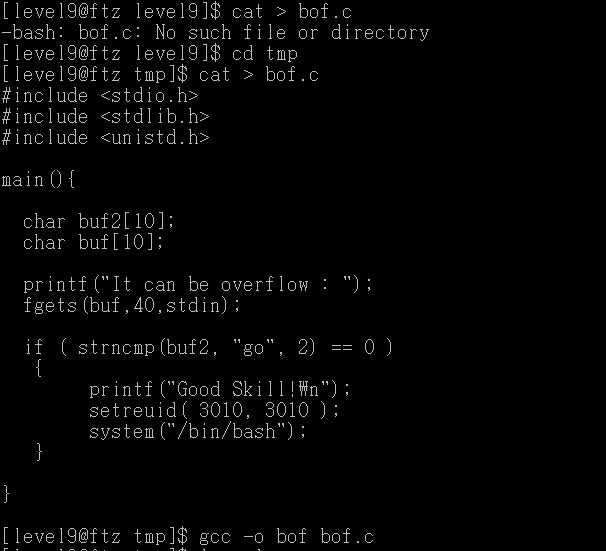 [level9@ftz level9]$ cat > bof.c
-bash: bof.c: No such file or directory
[level9@ftz level9]$ cd tmp
[level9@ftz tmp]$ cat > bof.c
#include <stdio.h>
#include <stdlib.h>
#include <unistd.h>
main(){
char buf2[10];
char buf[10];
printf("It can be overflow : ");
fgets(buf,40,stdin);
if ( strncmp(buf2, "go", 2) == 0 )
{
printf("Good Skill!₩n");
setreuid( 3010, 3010 );
system("/bin/bash");
}
}
[level9@ftz tmp]$ gcc -o bof bof.c